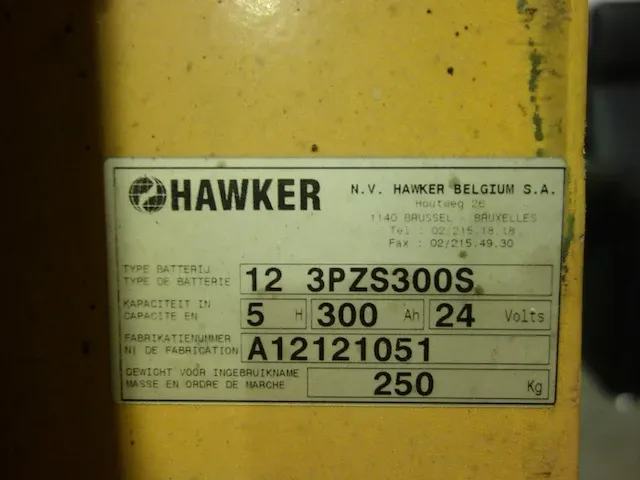 HAWKER
N.V. HAWKER BELGIUM S.A.
Houtweg 26
1140 BRUSSEL - BRUXELLES
Tel : 02/215.18.18
Fax : 02/215.49.30
TYPE BATTERIJ
TYPE DE BATTERIE
12 3PZS300S
KAPACITEIT IN
CAPACITE EN
5 H 300 Ah 24 Volts
FABRIKATIENUMMER
N| DE FABRICATION
A12121051
GEWICHT VOOR INGEBRUIKNAME
MASSE EN ORDRE DE MARCHE
250 Kg